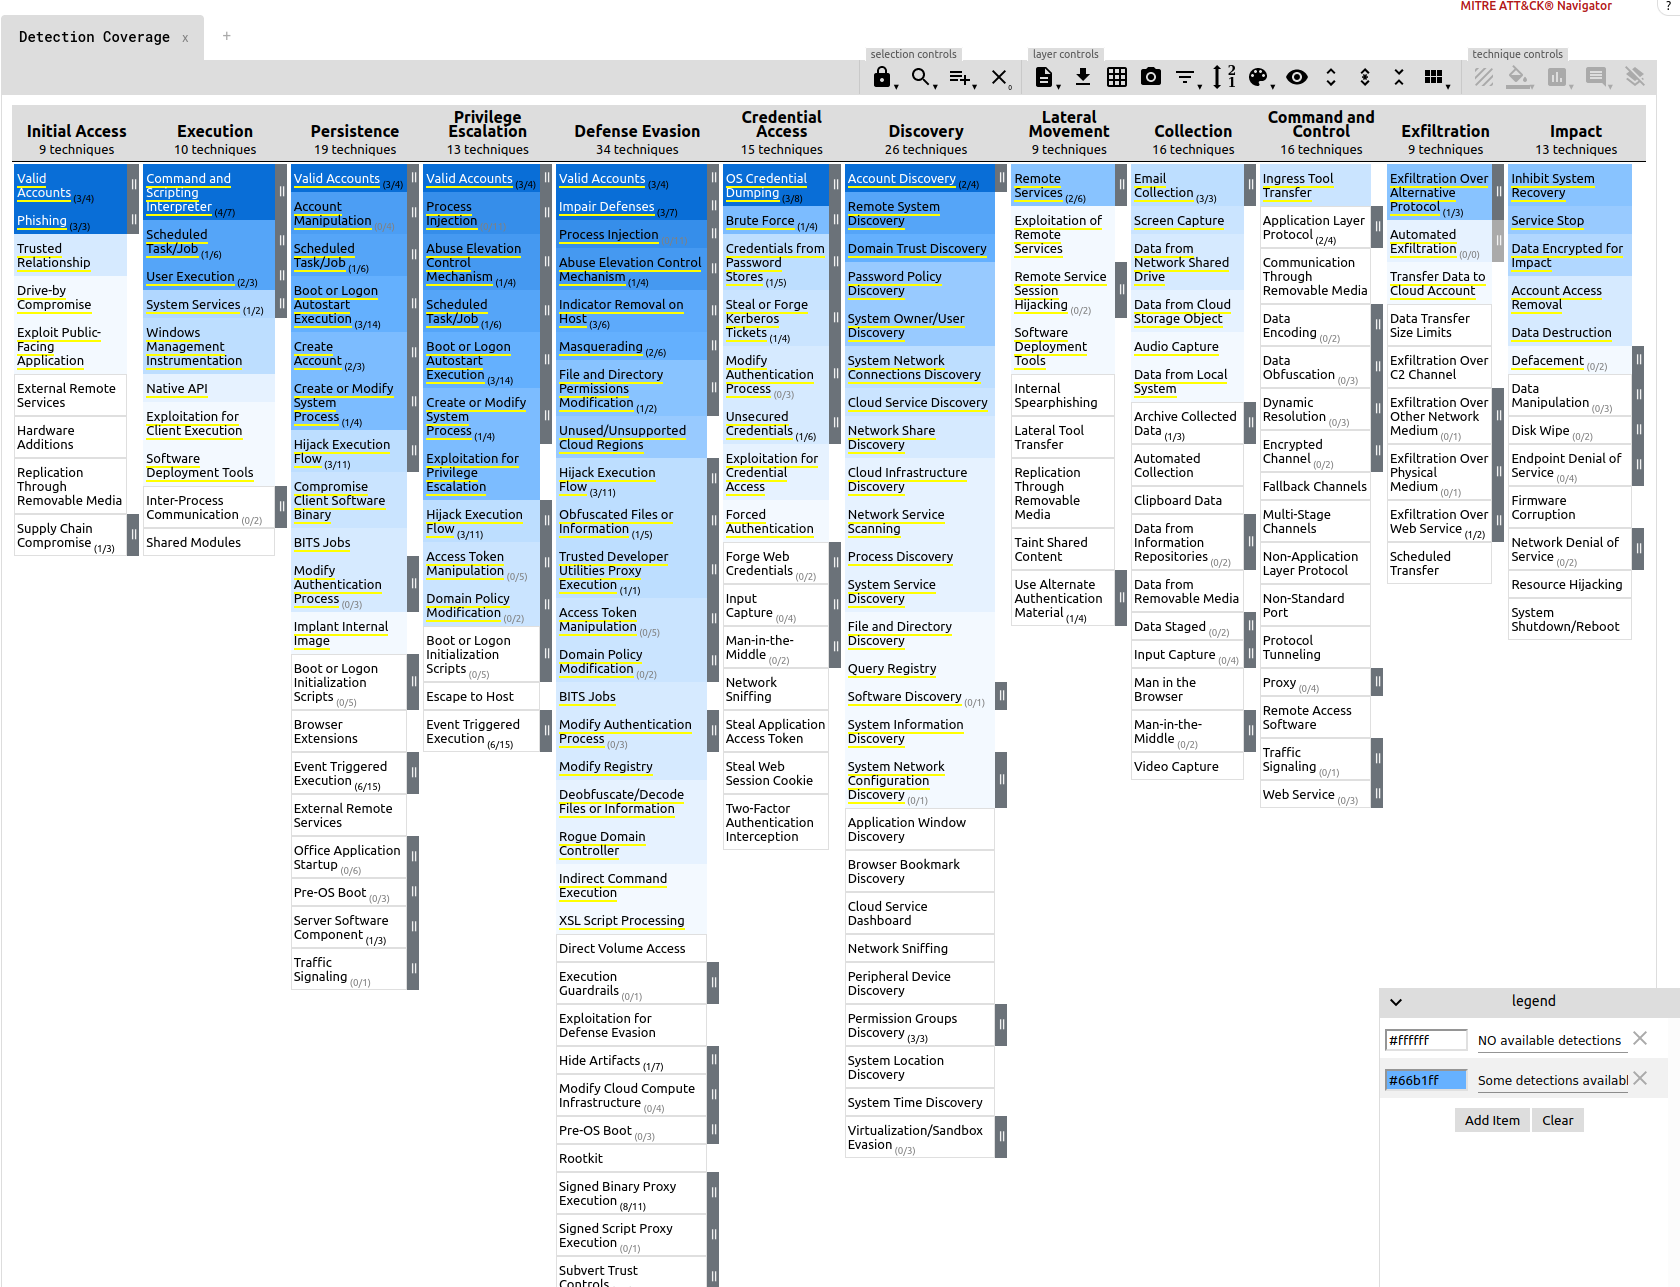 MITRE ATT&CK® Navigator
?
Detection Coverage x
+
selection controls
layer controls
technique controls
0
2
1
Initial Access
9 techniques
Valid
Accounts (3/4)
Phishing (3/3)
Trusted
Relationship
Drive-by
Compromise
Exploit Public-
Facing
Application
External Remote
Services
Hardware
Additions
Replication
Through
Removable Media
Supply Chain
Compromise (1/3)
Execution
10 techniques
Command and
Scripting
Interpreter (4/7)
Scheduled
Task/Job (1/6)
User Execution (2/3)
System Services (1/2)
Windows
Management
Instrumentation
Native API
Exploitation for
Client Execution
Software
Deployment Tools
Inter-Process
Communication (0/2)
Shared Modules
Persistence
19 techniques
Valid Accounts (3/4)
Account
Manipulation (0/4)
Scheduled
Task/Job (1/6)
Boot or Logon
Autostart
Execution (3/14)
Create
Account (2/3)
Create or Modify
System
Process (1/4)
Hijack Execution
Flow (3/11)
Compromise
Client Software
Binary
BITS Jobs
Modify
Authentication
Process (0/3)
Implant Internal
Image
Boot or Logon
Initialization
Scripts (0/5)
Browser
Extensions
Event Triggered
Execution (6/15)
External Remote
Services
Office Application
Startup (0/6)
Pre-OS Boot (0/3)
Server Software
Component (1/3)
Traffic
Signaling (0/1)
Privilege
Escalation
13 techniques
Valid Accounts (3/4)
Process
Injection
Abuse Elevation
Control
Mechanism (1/4)
Scheduled
Task/Job (1/6)
Boot or Logon
Autostart
Execution (3/14)
Create or Modify
System
Process (1/4)
Exploitation for
Privilege
Escalation
Hijack Execution
Flow (3/11)
Access Token
Manipulation (0/5)
Domain Policy
Modification (0/2)
Boot or Logon
Initialization
Scripts (0/5)
Escape to Host
Event Triggered
Execution (6/15)
Defense Evasion
34 techniques
Valid Accounts (3/4)
Impair Defenses (3/7)
Process Injection
Abuse Elevation Control
Mechanism (1/4)
Indicator Removal on
Host (3/6)
Masquerading (2/6)
File and Directory
Permissions
Modification (1/2)
Unused/Unsupported
Cloud Regions
Hijack Execution
Flow (3/11)
Obfuscated Files or
Information (1/5)
Trusted Developer
Utilities Proxy
Execution (1/1)
Access Token
Manipulation (0/5)
Domain Policy
Modification (0/2)
BITS Jobs
Modify Authentication
Process (0/3)
Modify Registry
Deobfuscate/Decode
Files or Information
Rogue Domain
Controller
Indirect Command
Execution
XSL Script Processing
Direct Volume Access
Execution
Guardrails (0/1)
Exploitation for
Defense Evasion
Hide Artifacts (1/7)
Modify Cloud Compute
Infrastructure (0/4)
Pre-OS Boot (0/3)
Rootkit
Signed Binary Proxy
Execution (8/11)
Signed Script Proxy
Execution (0/1)
Subvert Trust
Controls
Credential
Access
15 techniques
OS Credential
Dumping (3/8)
Brute Force (1/4)
Credentials from
Password
Stores (1/5)
Steal or Forge
Kerberos
Tickets (1/4)
Modify
Authentication
Process (0/3)
Unsecured
Credentials (1/6)
Exploitation for
Credential
Access
Forced
Authentication
Forge Web
Credentials (0/2)
Input
Capture (0/4)
Man-in-the-
Middle (0/2)
Network
Sniffing
Steal Application
Access Token
Steal Web
Session Cookie
Two-Factor
Authentication
Interception
Discovery
26 techniques
Account Discovery (2/4)
Remote System
Discovery
Domain Trust Discovery
Password Policy
Discovery
System Owner/User
Discovery
System Network
Connections Discovery
Cloud Service Discovery
Network Share
Discovery
Cloud Infrastructure
Discovery
Network Service
Scanning
Process Discovery
System Service
Discovery
File and Directory
Discovery
Query Registry
Software Discovery (0/1)
System Information
Discovery
System Network
Configuration
Discovery (0/1)
Application Window
Discovery
Browser Bookmark
Discovery
Cloud Service
Dashboard
Network Sniffing
Peripheral Device
Discovery
Permission Groups
Discovery (3/3)
System Location
Discovery
System Time Discovery
Virtualization/Sandbox
Evasion (0/3)
Lateral
Movement
9 techniques
Remote
Services (2/6)
Exploitation of
Remote
Services
Remote Service
Session
Hijacking (0/2)
Software
Deployment
Tools
Internal
Spearphishing
Lateral Tool
Transfer
Replication
Through
Removable
Media
Taint Shared
Content
Use Alternate
Authentication
Material (1/4)
Collection
16 techniques
Email
Collection (3/3)
Screen Capture
Data from
Network Shared
Drive
Data from Cloud
Storage Object
Audio Capture
Data from Local
System
Archive Collected
Data (1/3)
Automated
Collection
Clipboard Data
Data from
Information
Repositories (0/2)
Data from
Removable Media
Data Staged (0/2)
Input Capture (0/4)
Man in the
Browser
Man-in-the-
Middle (0/2)
Video Capture
Command and
Control
16 techniques
Ingress Tool
Transfer
Application Layer
Protocol (2/4)
Communication
Through
Removable Media
Data
Encoding (0/2)
Data
Obfuscation (0/3)
Dynamic
Resolution (0/3)
Encrypted
Channel (0/2)
Fallback Channels
Multi-Stage
Channels
Non-Application
Layer Protocol
Non-Standard
Port
Protocol
Tunneling
Proxy (0/4)
Remote Access
Software
Traffic
Signaling (0/1)
Web Service (0/3)
Exfiltration
9 techniques
Exfiltration Over
Alternative
Protocol (1/3)
Automated
Exfiltration (0/0)
Transfer Data to
Cloud Account
Data Transfer
Size Limits
Exfiltration Over
C2 Channel
Exfiltration Over
Other Network
Medium (0/1)
Exfiltration Over
Physical
Medium (0/1)
Exfiltration Over
Web Service (1/2)
Scheduled
Transfer
Impact
13 techniques
Inhibit System
Recovery
Service Stop
Data Encrypted for
Impact
Account Access
Removal
Data Destruction
Defacement (0/2)
Data
Manipulation (0/3)
Disk Wipe (0/2)
Endpoint Denial of
Service (0/4)
Firmware
Corruption
Network Denial of
Service (0/2)
Resource Hijacking
System
Shutdown/Reboot
legend
#ffffff NO available detections
#66b1ff Some detections availabl
Add Item Clear